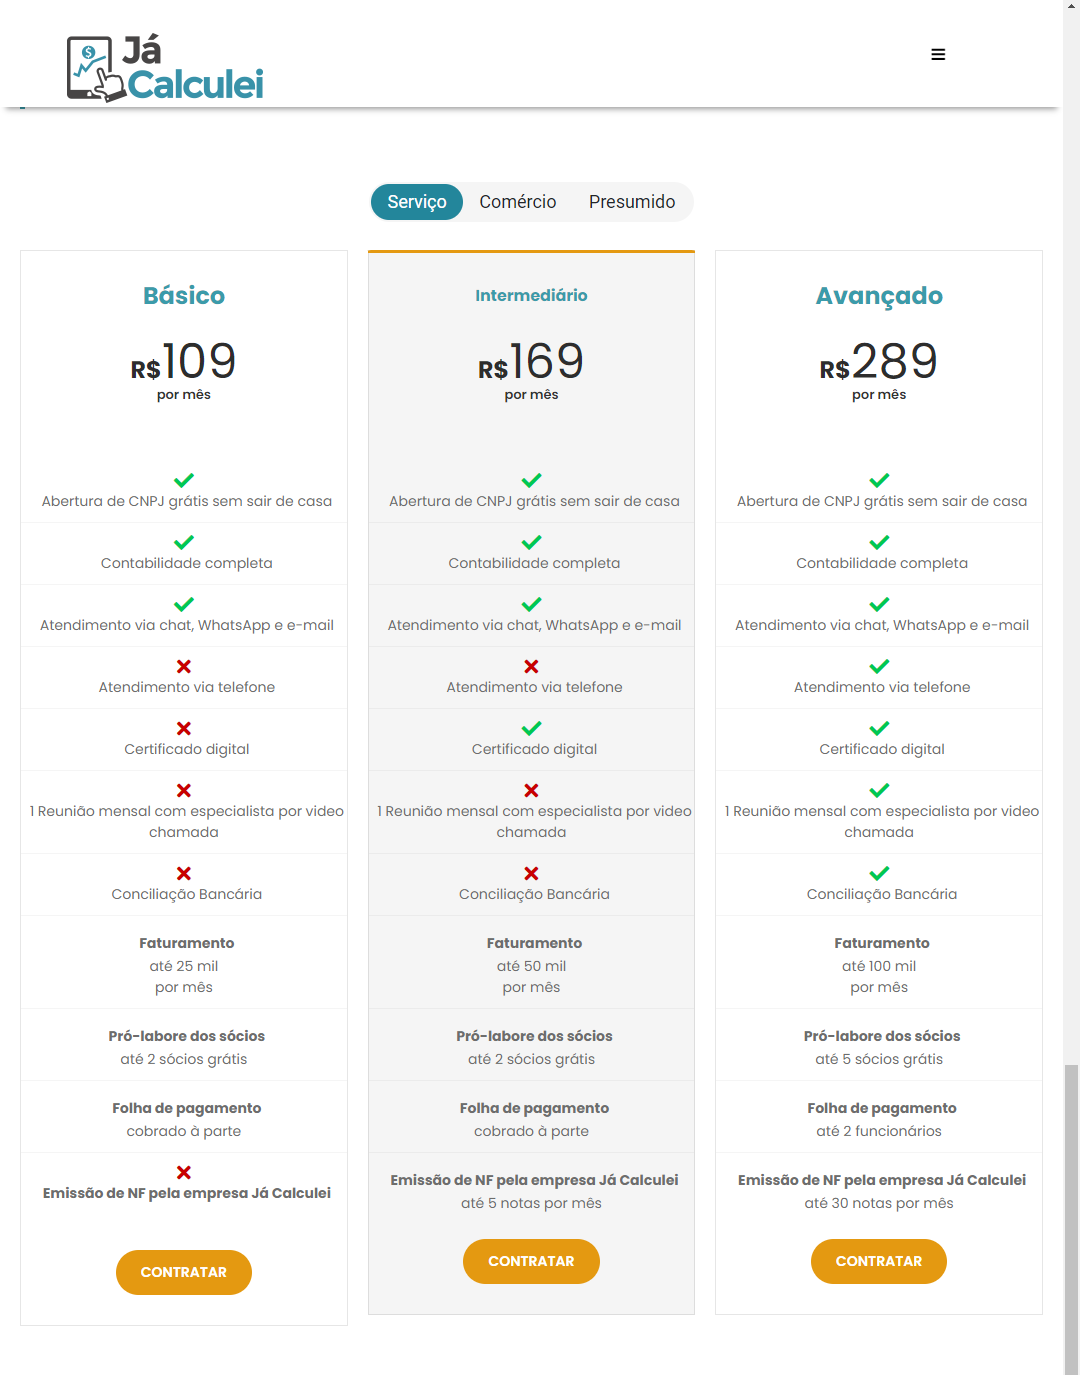 Já
Calculei
Serviço
Comércio
Presumido
Básico
R$109
por mês
Abertura de CNPJ grátis sem sair de casa
Contabilidade completa
Atendimento via chat, WhatsApp e e-mail
Atendimento via telefone
Certificado digital
1 Reunião mensal com especialista por video
chamada
Conciliação Bancária
Faturamento
até 25 mil
por mês
Pró-labore dos sócios
até 2 sócios grátis
Folha de pagamento
cobrado à parte
Emissão de NF pela empresa Já Calculei
CONTRATAR
Intermediário
R$169
por mês
Abertura de CNPJ grátis sem sair de casa
Contabilidade completa
Atendimento via chat, WhatsApp e e-mail
Atendimento via telefone
Certificado digital
1 Reunião mensal com especialista por video
chamada
Conciliação Bancária
Faturamento
até 50 mil
por mês
Pró-labore dos sócios
até 2 sócios grátis
Folha de pagamento
cobrado à parte
Emissão de NF pela empresa Já Calculei
até 5 notas por mês
CONTRATAR
Avançado
R$289
por mês
Abertura de CNPJ grátis sem sair de casa
Contabilidade completa
Atendimento via chat, WhatsApp e e-mail
Atendimento via telefone
Certificado digital
1 Reunião mensal com especialista por video
chamada
Conciliação Bancária
Faturamento
até 100 mil
por mês
Pró-labore dos sócios
até 5 sócios grátis
Folha de pagamento
até 2 funcionários
Emissão de NF pela empresa Já Calculei
até 30 notas por mês
CONTRATAR